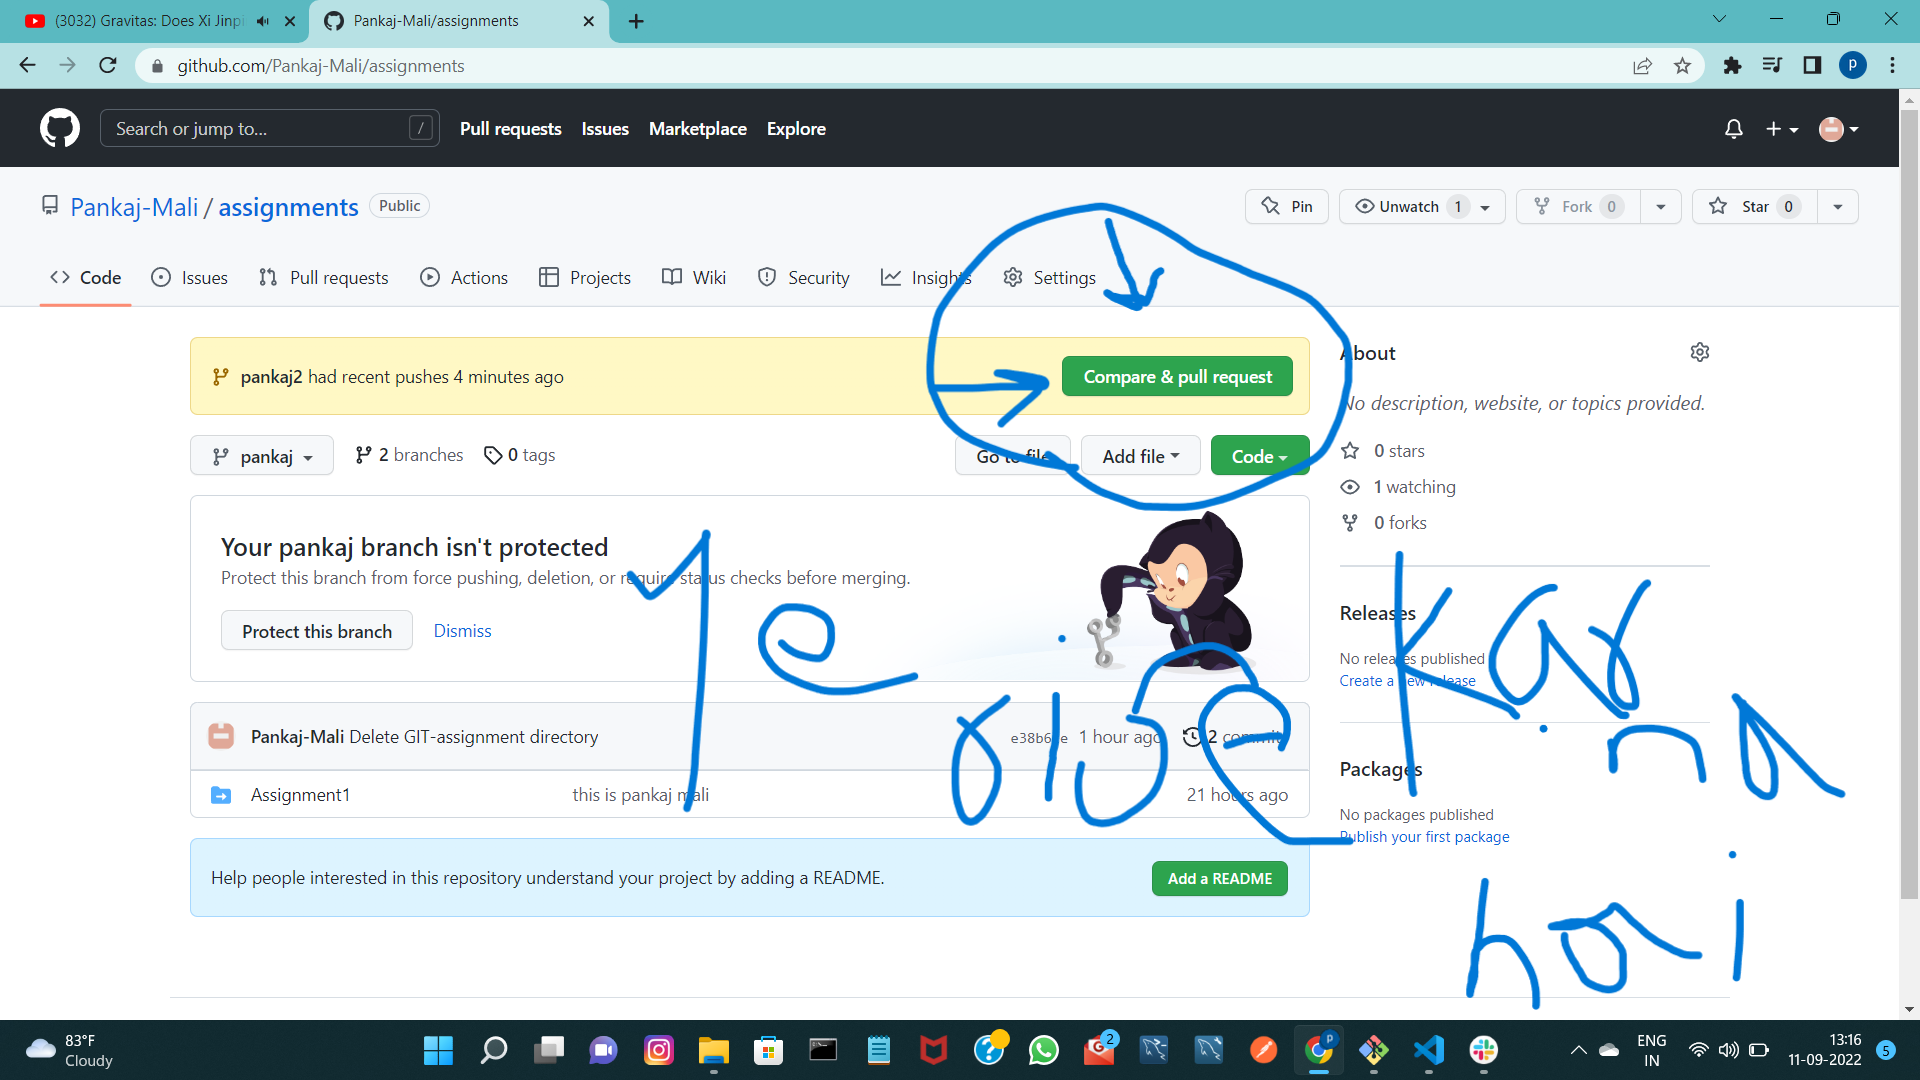 (3032) Gravitas: Does Xi Jinpi
Pankaj-Mali/assignments
github.com/Pankaj-Mali/assignments
P
Search or jump to... /
Pull requests Issues Marketplace Explore
Pankaj-Mali / assignments Public
Pin Unwatch 1 Fork 0 Star 0
Code Issues Pull requests Actions Projects Wiki Security Insights Settings
pankaj2 had recent pushes 4 minutes ago Compare & pull request
pankaj 2 branches 0 tags Go to file Add file Code
Your pankaj branch isn't protected
Protect this branch from force pushing, deletion, or require status checks before merging.
Protect this branch Dismiss
Pankaj-Mali Delete GIT-assignment directory 1 hour ago 2 commits
Assignment1 this is pankaj mali 21 hours ago
Help people interested in this repository understand your project by adding a README. Add a README
About
No description, website, or topics provided.
0 stars
1 watching
0 forks
Releases
No releases published
Create a new release
Packages
No packages published
Publish your first package
Ye
Kar
na
hai
83°F
Cloudy
2
P
ENG
IN
13:16
11-09-2022
5